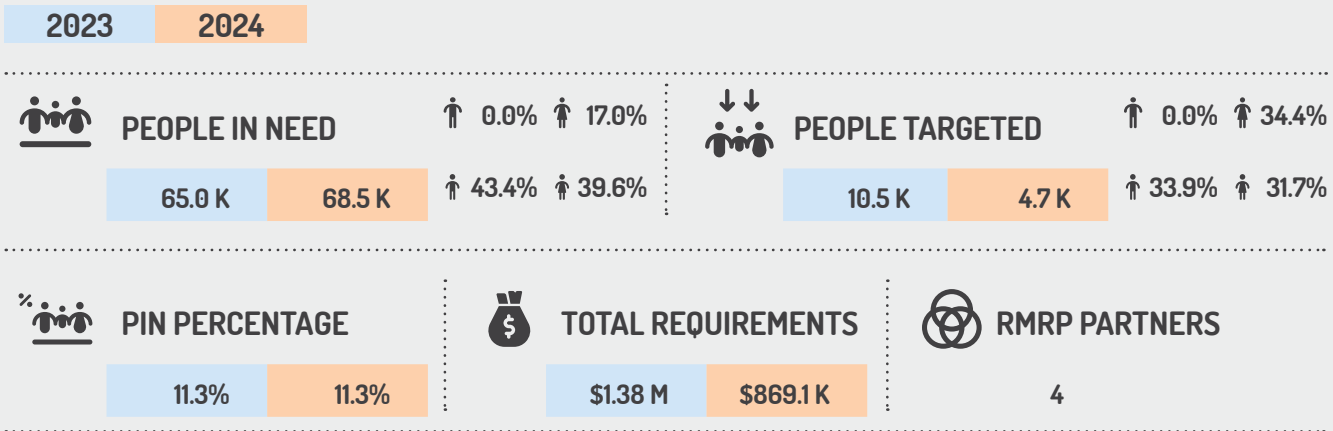 2023 2024
PEOPLE IN NEED
0.0% 17.0%
65.0 K 68.5 K
43.4% 39.6%
PEOPLE TARGETED
0.0% 34.4%
10.5 K 4.7 K
33.9% 31.7%
% PIN PERCENTAGE
11.3% 11.3%
$ TOTAL REQUIREMENTS
$1.38 M $869.1 K
RMRP PARTNERS
4